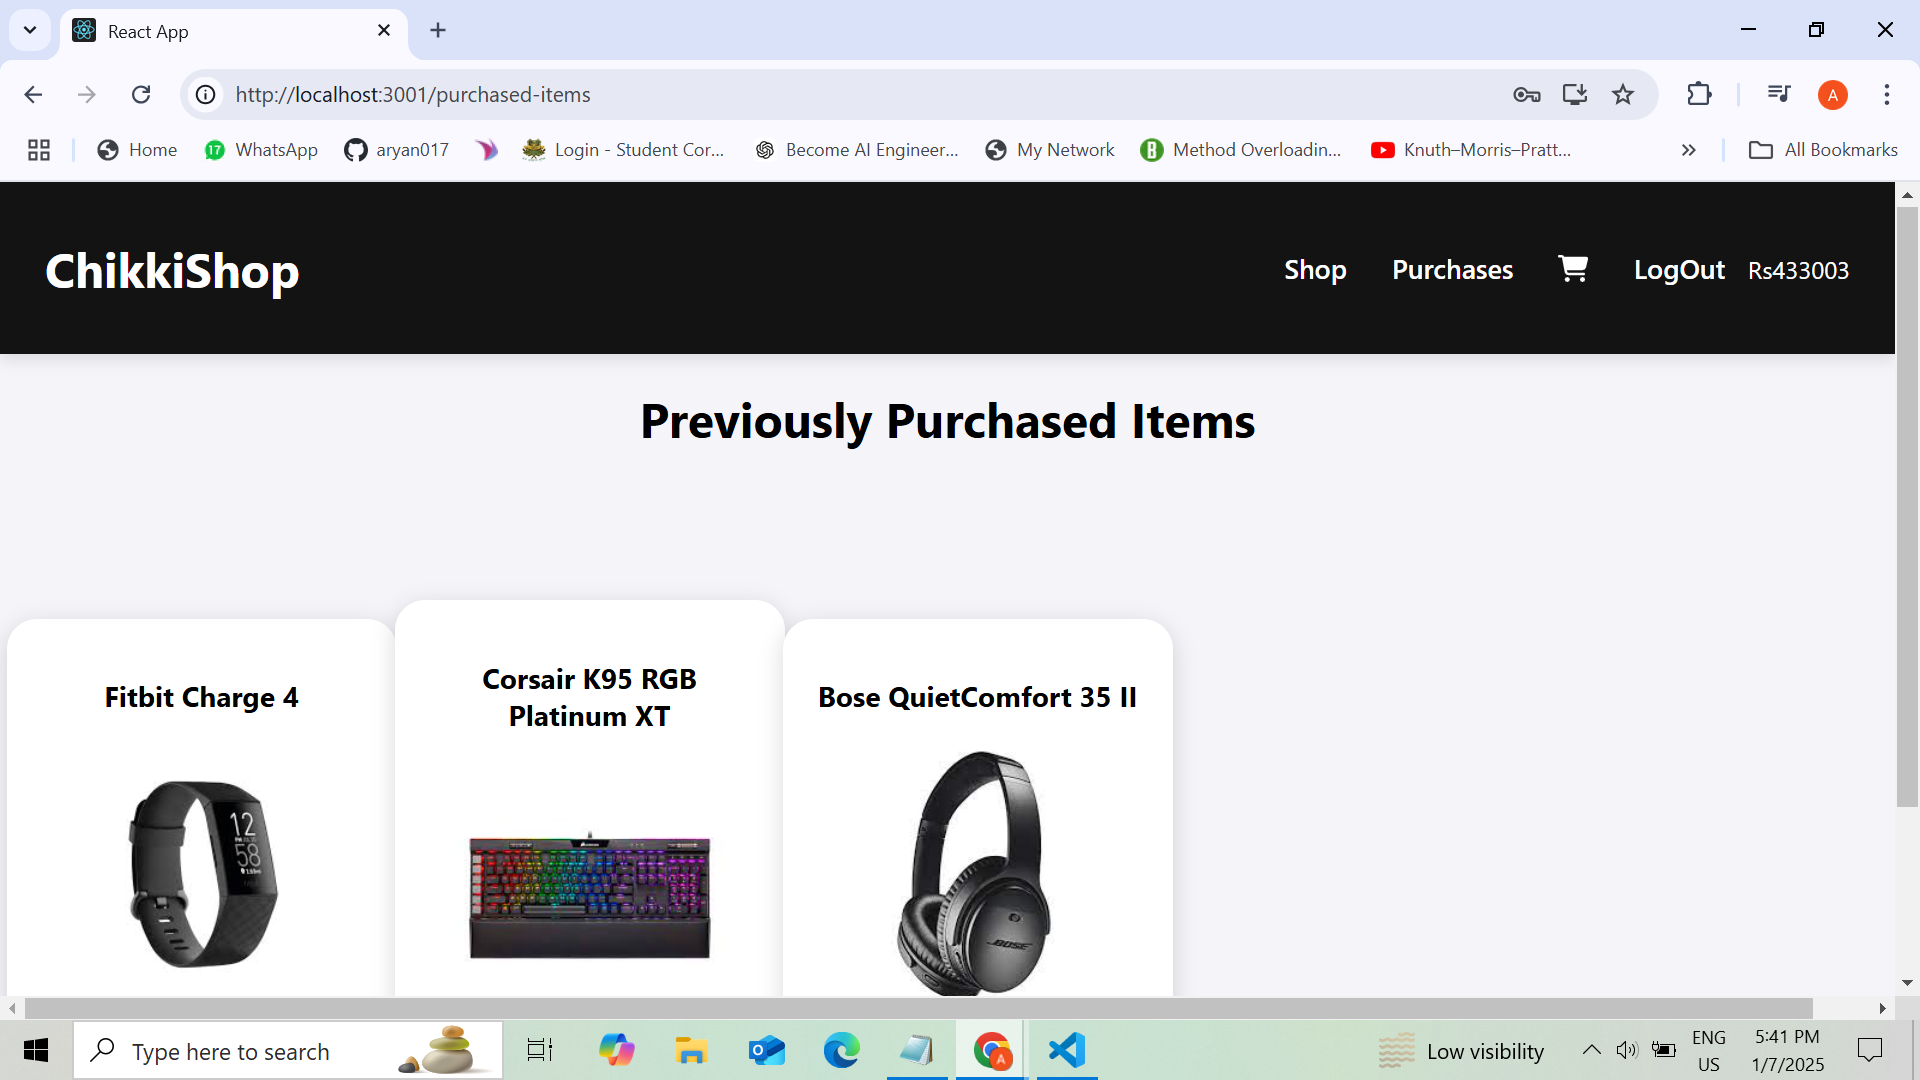 React App
http://localhost:3001/purchased-items
A
Home
17
WhatsApp
aryan017
Login - Student Cor...
Become AI Engineer...
My Network
B
Method Overloadin...
Knuth–Morris–Pratt...
All Bookmarks
ChikkiShop
Shop
Purchases
LogOut
Rs433003
Previously Purchased Items
Fitbit Charge 4
Corsair K95 RGB
Platinum XT
Bose QuietComfort 35 II
12
58
BOSE
Type here to search
A
Low visibility
ENG
US
5:41 PM
1/7/2025